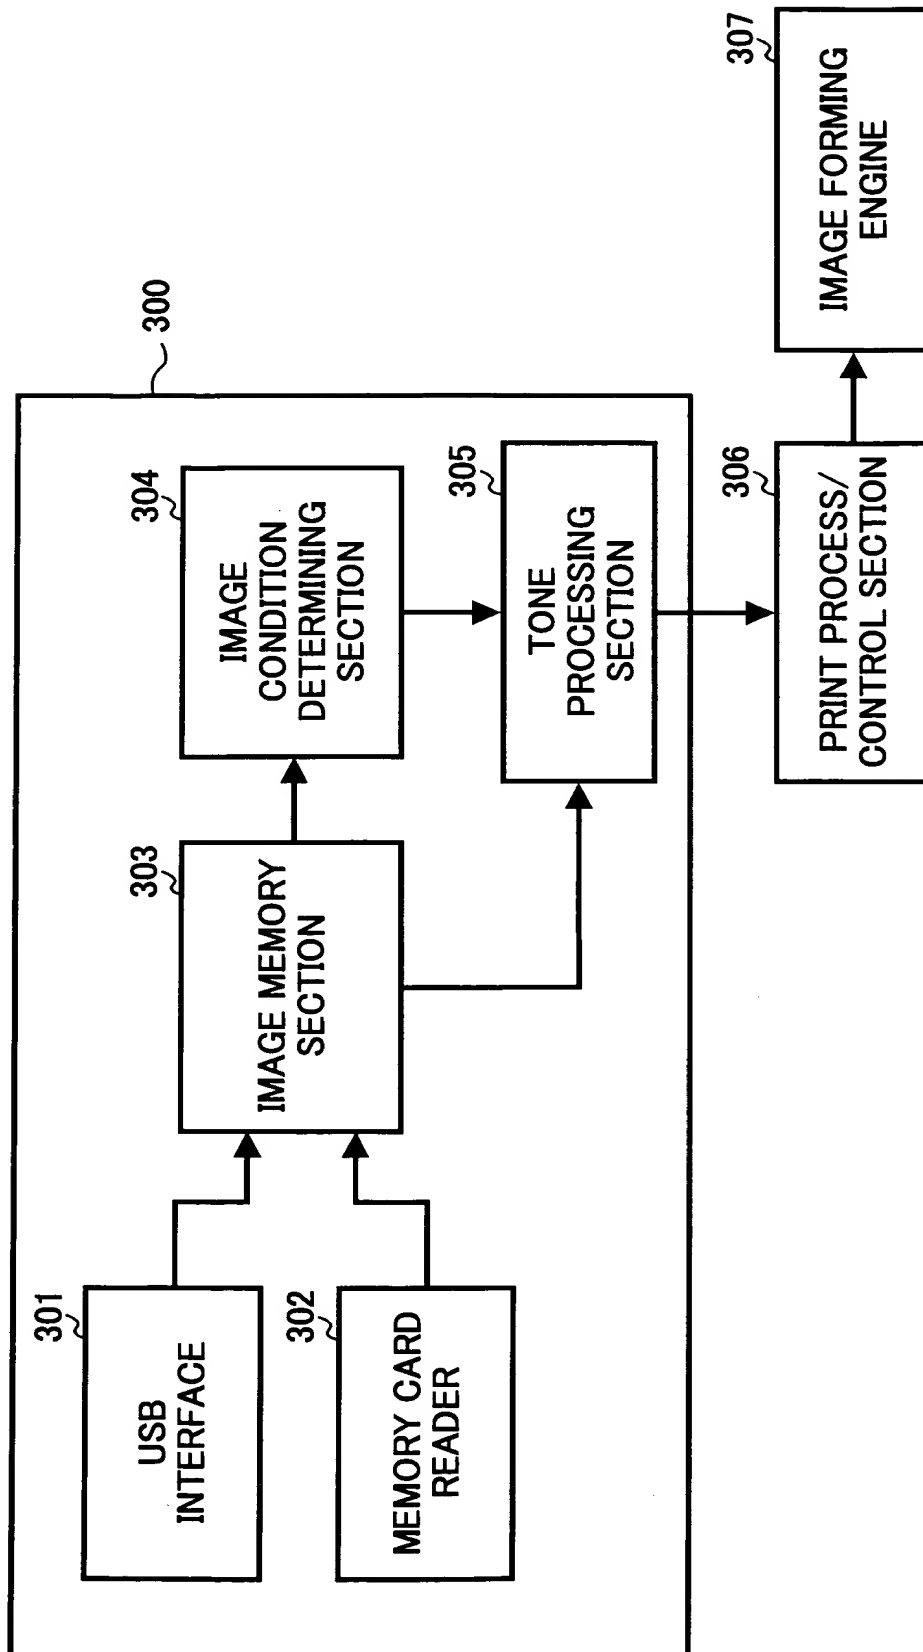 300
301
USB
INTERFACE
302
MEMORY CARD
READER
303
IMAGE MEMORY
SECTION
304
IMAGE
CONDITION
DETERMINING
SECTION
305
TONE
PROCESSING
SECTION
306
PRINT PROCESS/
CONTROL SECTION
307
IMAGE FORMING
ENGINE